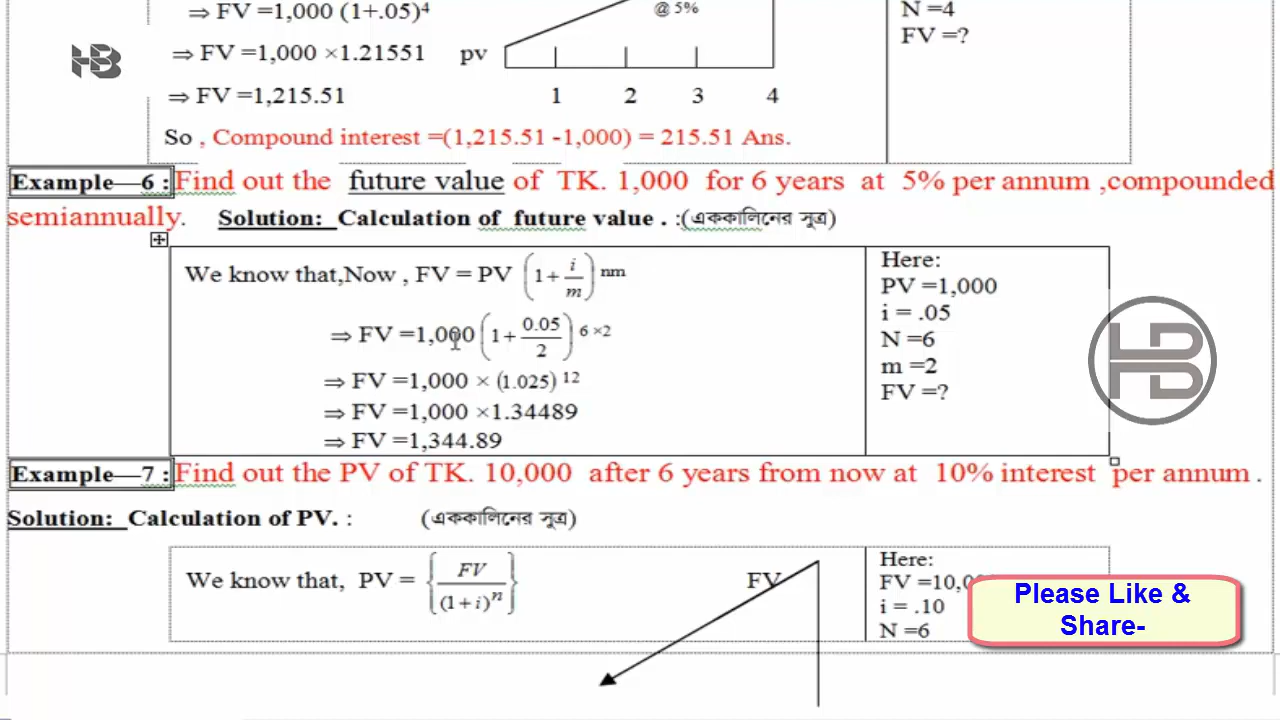 ⇒ FV =1,000 (1+.05)⁴
@ 5%
N =4
FV =?
HB
⇒ FV =1,000 ×1.21551
pv
⇒ FV =1,215.51
1 2 3 4
So , Compound interest =(1,215.51 -1,000) = 215.51 Ans.
Example—6 : Find out the future value of TK. 1,000 for 6 years at 5% per annum ,compounded
semiannually. Solution: Calculation of future value . :(এককালিনের সুত্র)
We know that,Now , FV = PV (1+ i/m) nm
⇒ FV =1,000 (1+ 0.05/2) 6 ×2
⇒ FV =1,000 × (1.025) 12
⇒ FV =1,000 ×1.34489
⇒ FV =1,344.89
Here:
PV =1,000
i = .05
N =6
m =2
FV =?
HB
Example—7 : Find out the PV of TK. 10,000 after 6 years from now at 10% interest per annum .
Solution: Calculation of PV. : (এককালিনের সুত্র)
We know that, PV = {FV/(1+i)ⁿ}
FV
Here:
FV =10,0
i = .10
N =6
Please Like &
Share-